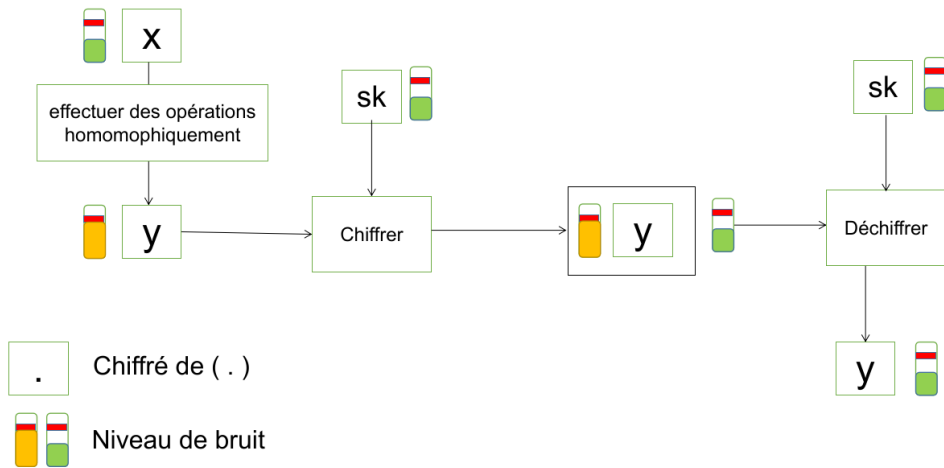 x
effectuer des opérations
homomophiquement
sk
sk
y
Chiffrer
y
Déchiffrer
y
. Chiffré de ( . )
Niveau de bruit